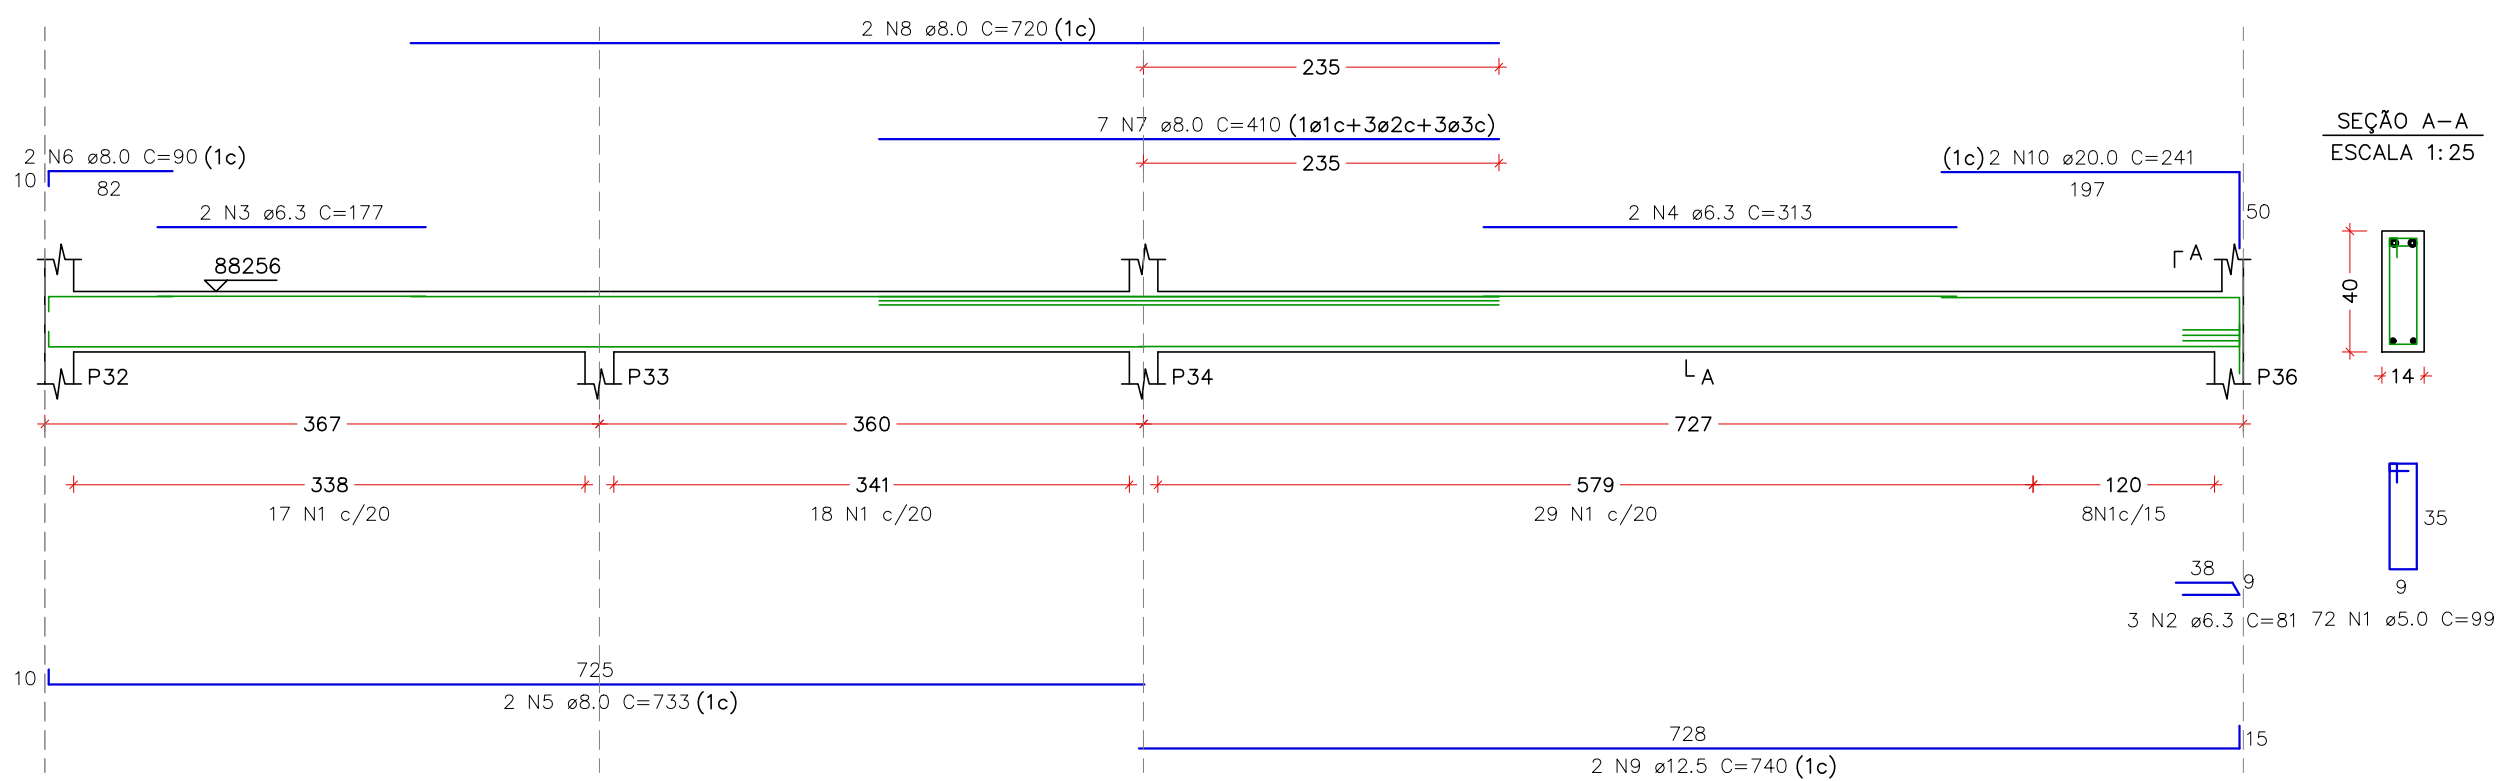 2 N8 ø8.0 C=720 (1c)
235
7 N7 ø8.0 C=410 (1ø1c+3ø2c+3ø3c)
235
2 N6 ø8.0 C=90 (1c)
10
82
(1c) 2 N10 ø20.0 C=241
197
50
2 N3 ø6.3 C=177
2 N4 ø6.3 C=313
88256
A
SEÇÃO A-A
ESCALA 1:25
40
14
P32
P33
P34
A
P36
367
360
727
338
341
579
120
17 N1 c/20
18 N1 c/20
29 N1 c/20
8N1c/15
35
9
72 N1 ø5.0 C=99
38
9
3 N2 ø6.3 C=81
10
725
2 N5 ø8.0 C=733 (1c)
728
15
2 N9 ø12.5 C=740 (1c)